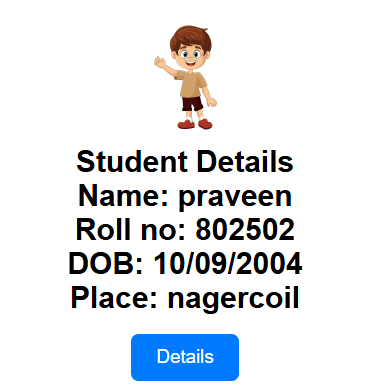 Student Details
Name: praveen
Roll no: 802502
DOB: 10/09/2004
Place: nagercoil
Details